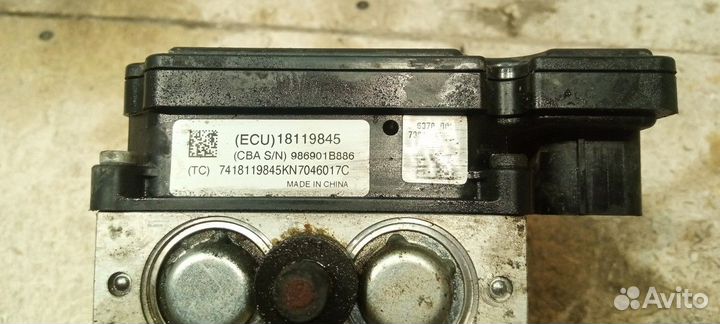 (ECU)18119845
(CBA S/N) 986901B886
(TC) 7418119845KN7046017C
MADE IN CHINA
Avito